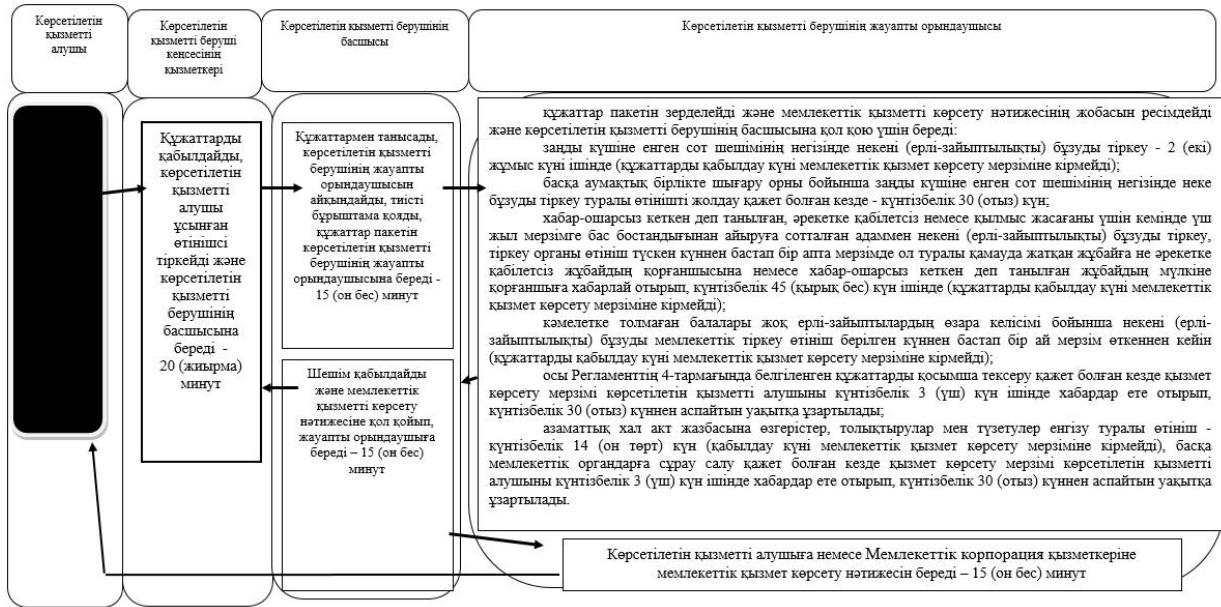 Көрсетілетін
қызметті
алушы
Көрсетілетін
қызметті беруші
кеңсесінің
қызметкері
Көрсетілетін қызметті берушінің
басшысы
Көрсетілетін қызметті берушінің жауапты орындаушысы
Құжаттарды
қабылдайды,
көрсетілетін
қызметті
алушы
ұсынған
өтінішсі
тіркейді және
көрсетілетін
қызметті
берушінің
басшысына
береді -
20 (жиырма)
минут
Құжаттармен танысады,
көрсетілетін қызметті
берушінің жауапты
орындаушысын
айқындайды, тиісті
бұрыштама қояды,
құжаттар пакетін
көрсетілетін қызметті
берушінің жауапты
орындаушысына береді -
15 (он бес) минут
Шешім қабылдайды
және мемлекеттік
қызметті көрсету
нәтижесіне қол қойып,
жауапты орындаушыға
береді – 15 (он бес)
минут
құжаттар пакетін зерделейді және мемлекеттік қызметті көрсету нәтижесінің жобасын ресімдейді
және көрсетілетін қызметті берушінің басшысына қол қою үшін береді:
заңды күшіне енген сот шешімінің негізінде некені (ерлі-зайыптылықты) бұзуды тіркеу - 2 (екі)
жұмыс күні ішінде (құжаттарды қабылдау күні мемлекеттік қызмет көрсету мерзіміне кірмейді);
басқа аумақтық бірлікте шығару орны бойынша заңды күшіне енген сот шешімінің негізінде неке
бұзуды тіркеу туралы өтінішті жолдау қажет болған кезде - күнтізбелік 30 (отыз) күн;
хабар-ошарсыз кеткен деп танылған, әрекетке қабілетсіз немесе қылмыс жасағаны үшін кемінде үш
жыл мерзімге бас бостандығынан айыруға сотталған адаммен некені (ерлі-зайыптылықты) бұзуды тіркеу,
тіркеу органы өтініш түскен күннен бастап бір апта мерзімде ол туралы қамауда жатқан жұбайға не әрекетке
қабілетсіз жұбайдың қорғаншысына немесе хабар-ошарсыз кеткен деп танылған жұбайдың мүлкіне
қорғаншыға хабарлай отырып, күнтізбелік 45 (қырық бес) күн ішінде (құжаттарды қабылдау күні мемлекеттік
қызмет көрсету мерзіміне кірмейді);
кәмелетке толмаған балалары жоқ ерлі-зайыптылардың өзара келісімі бойынша некені (ерлі-
зайыптылықты) бұзуды мемлекеттік тіркеу өтініш берілген күннен бастап бір ай мерзім өткеннен кейін
(құжаттарды қабылдау күні мемлекеттік қызмет көрсету мерзіміне кірмейді);
осы Регламенттің 4-тармағында белгіленген құжаттарды қосымша тексеру қажет болған кезде қызмет
көрсету мерзімі көрсетілетін қызметті алушыны күнтізбелік 3 (үш) күн ішінде хабардар ете отырып,
күнтізбелік 30 (отыз) күннен аспайтын уақытқа ұзартылады;
азаматтық хал акт жазбасына өзгерістер, толықтырулар мен түзетулер енгізу туралы өтініш -
күнтізбелік 14 (он төрт) күн (қабылдау күні мемлекеттік қызмет көрсету мерзіміне кірмейді), басқа
мемлекеттік органдарға сұрау салу қажет болған кезде қызмет көрсету мерзімі көрсетілетін қызметті
алушыны күнтізбелік 3 (үш) күн ішінде хабардар ете отырып, күнтізбелік 30 (отыз) күннен аспайтын уақытқа
ұзартылады.
Көрсетілетін қызметті алушыға немесе Мемлекеттік корпорация қызметкеріне
мемлекеттік қызмет көрсету нәтижесін береді – 15 (он бес) минут